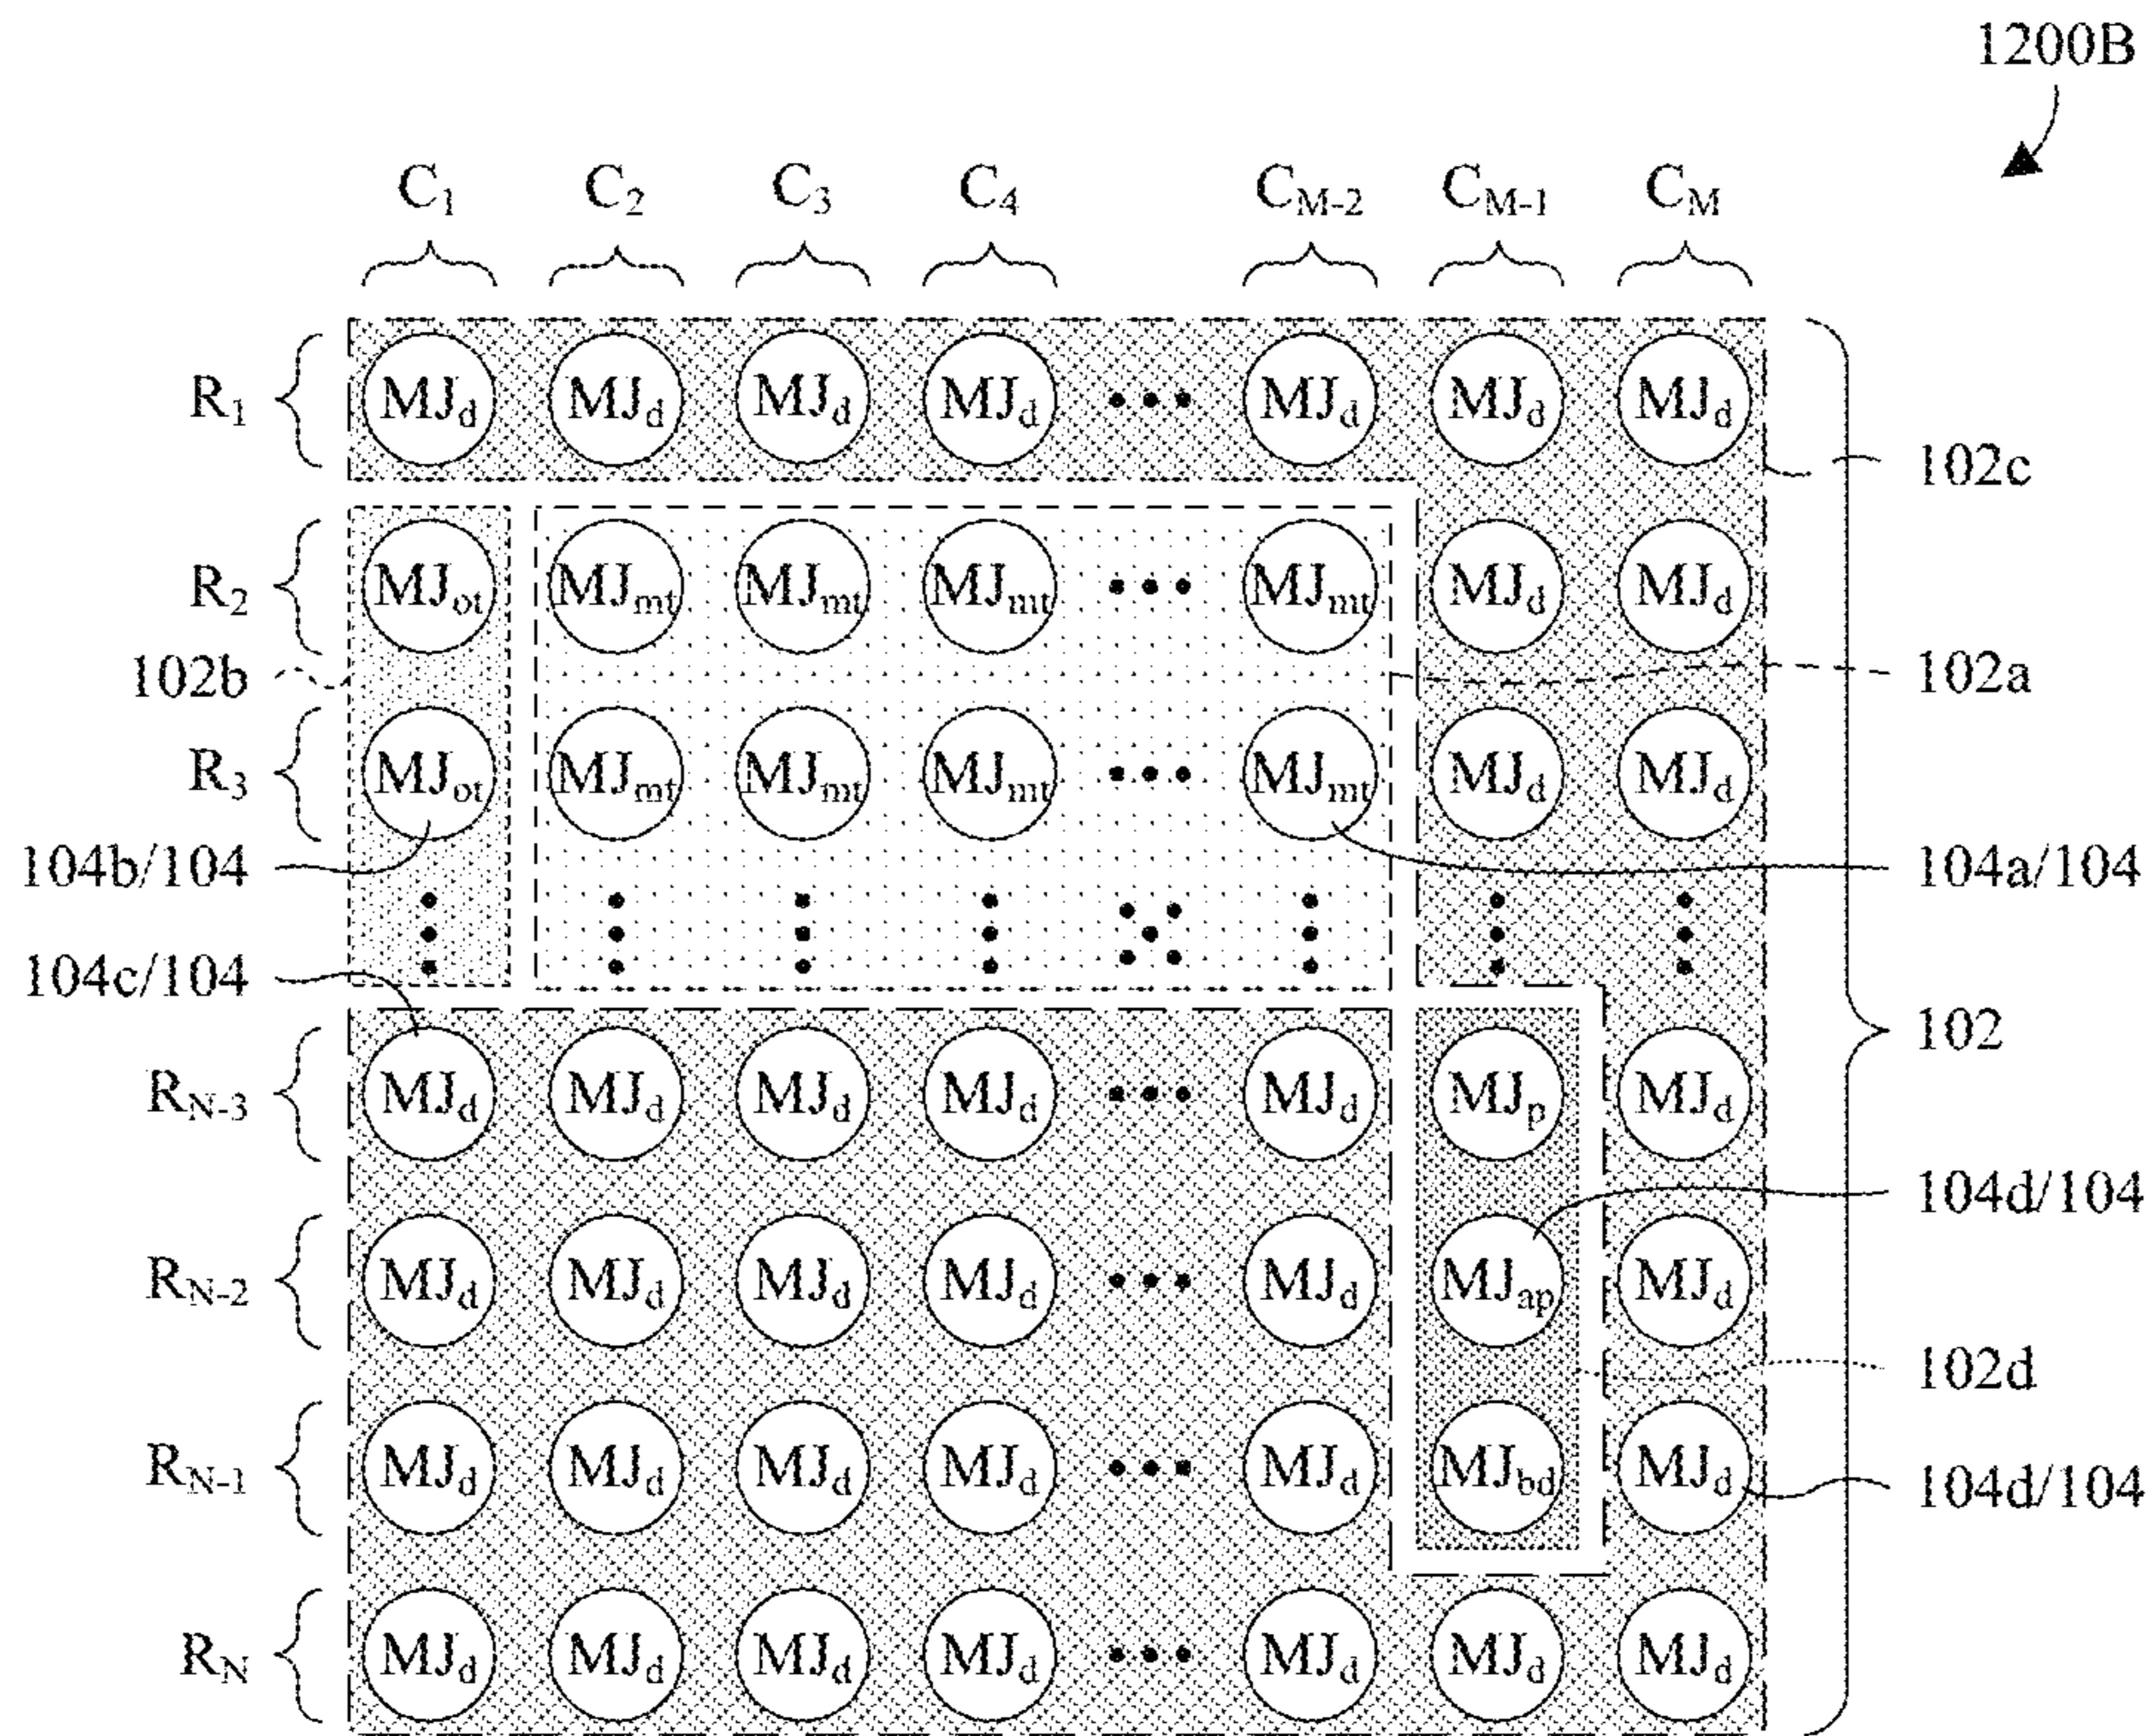 1200B
C1 C2 C3 C4 CM-2 CM-1 CM
R1 MJd MJd MJd MJd ••• MJd MJd MJd
102c
R2 MJot MJmt MJmt MJmt ••• MJmt MJd MJd
102b 102a
R3 MJot MJmt MJmt MJmt ••• MJmt MJd MJd
104b/104 104a/104
104c/104
102
RN-3 MJd MJd MJd MJd ••• MJd MJp MJd
104d/104
RN-2 MJd MJd MJd MJd ••• MJd MJap MJd
102d
RN-1 MJd MJd MJd MJd ••• MJd MJbd MJd
104d/104
RN MJd MJd MJd MJd ••• MJd MJd MJd